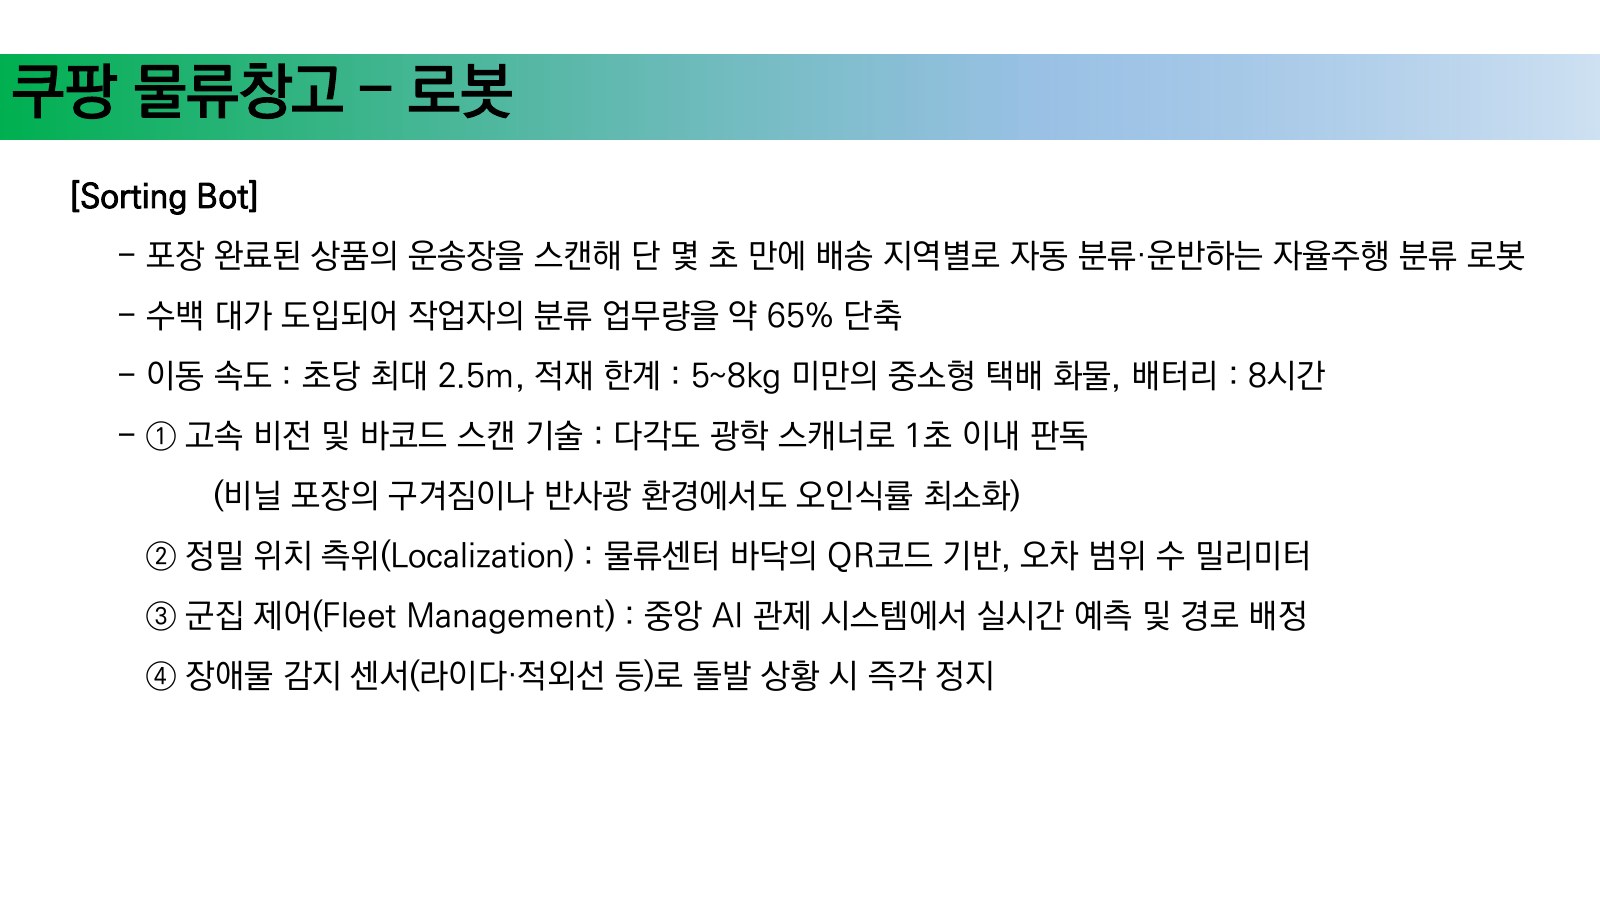 쿠팡 물류창고 – 로봇
[Sorting Bot]
– 포장 완료된 상품의 운송장을 스캔해 단 몇 초 만에 배송 지역별로 자동 분류·운반하는 자율주행 분류 로봇
– 수백 대가 도입되어 작업자의 분류 업무량을 약 65% 단축
– 이동 속도 : 초당 최대 2.5m, 적재 한계 : 5~8kg 미만의 중소형 택배 화물, 배터리 : 8시간
– ① 고속 비전 및 바코드 스캔 기술 : 다각도 광학 스캐너로 1초 이내 판독
(비닐 포장의 구겨짐이나 반사광 환경에서도 오인식률 최소화)
② 정밀 위치 측위(Localization) : 물류센터 바닥의 QR코드 기반, 오차 범위 수 밀리미터
③ 군집 제어(Fleet Management) : 중앙 AI 관제 시스템에서 실시간 예측 및 경로 배정
④ 장애물 감지 센서(라이다·적외선 등)로 돌발 상황 시 즉각 정지